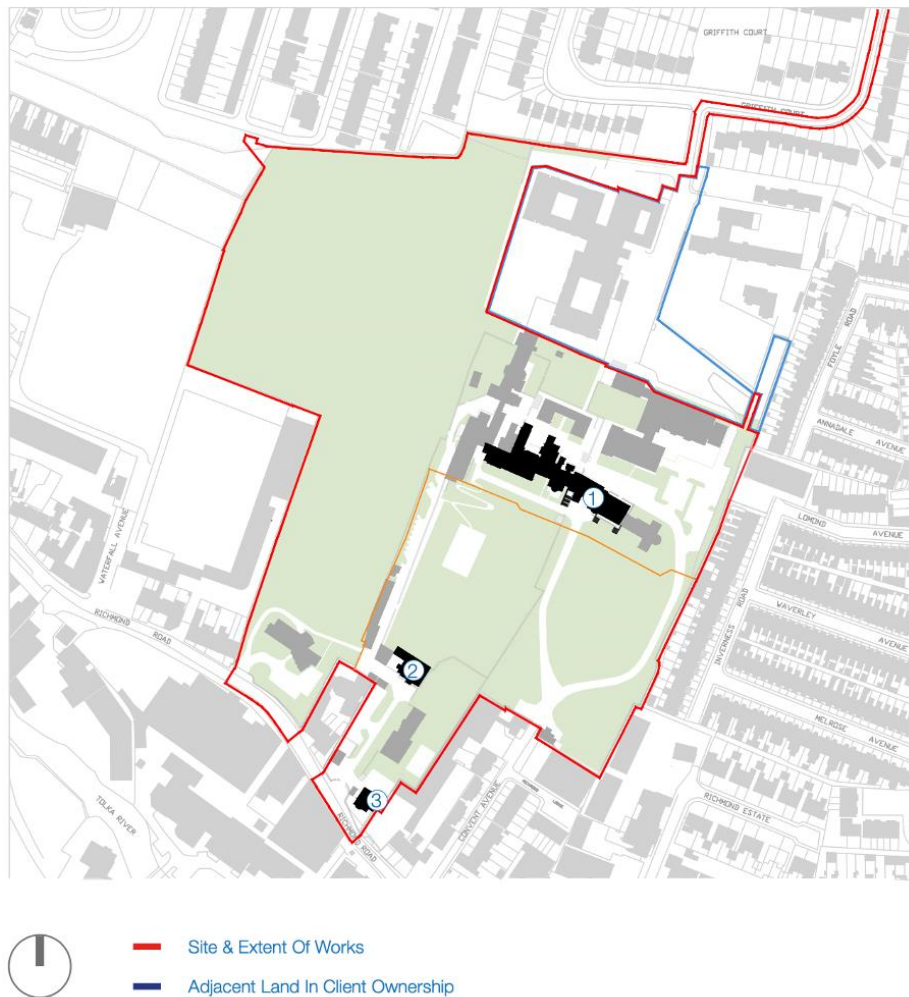 GRIFFITH COURT
GRIFFITH COURT
FOYLE ROAD
ANNADALE AVENUE
1
LOMOND AVENUE
WATERFALL AVENUE
WAVERLEY AVENUE
INVERNESS ROAD
RICHMOND ROAD
2
MELROSE AVENUE
3
RICHMOND ESTATE
TOLKA RIVER
CONVENT AVENUE
RICHMOND ROAD
Site & Extent Of Works
Adjacent Land In Client Ownership